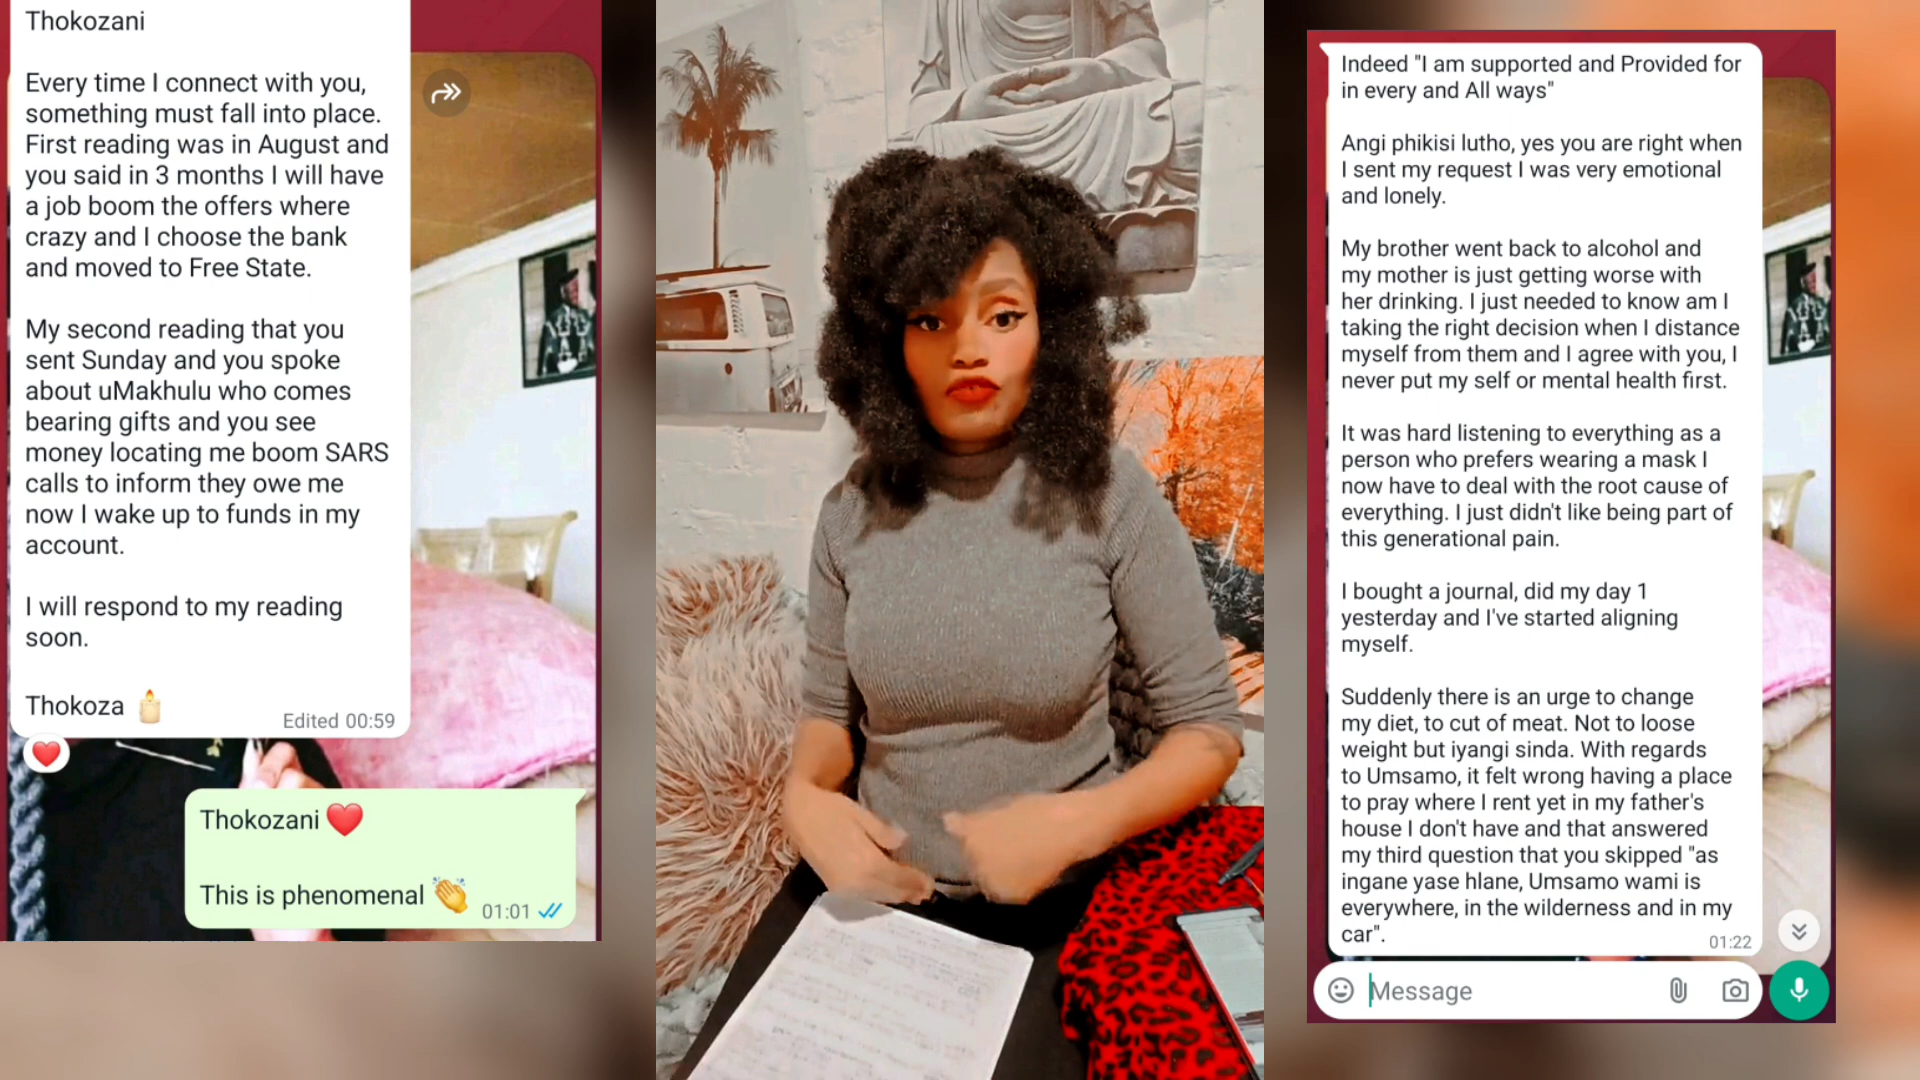 Thokozani
Every time I connect with you,
something must fall into place.
First reading was in August and
you said in 3 months I will have
a job boom the offers where
crazy and I choose the bank
and moved to Free State.
My second reading that you
sent Sunday and you spoke
about uMakhulu who comes
bearing gifts and you see
money locating me boom SARS
calls to inform they owe me
now I wake up to funds in my
account.
I will respond to my reading
soon.
Thokoza 🕯️
Edited 00:59
❤️
Thokozani ❤️
This is phenomenal 👏
01:01
Indeed "I am supported and Provided for
in every and All ways"
Angi phikisi lutho, yes you are right when
I sent my request I was very emotional
and lonely.
My brother went back to alcohol and
my mother is just getting worse with
her drinking. I just needed to know am I
taking the right decision when I distance
myself from them and I agree with you, I
never put my self or mental health first.
It was hard listening to everything as a
person who prefers wearing a mask I
now have to deal with the root cause of
everything. I just didn't like being part of
this generational pain.
I bought a journal, did my day 1
yesterday and I've started aligning
myself.
Suddenly there is an urge to change
my diet, to cut of meat. Not to loose
weight but iyangi sinda. With regards
to Umsamo, it felt wrong having a place
to pray where I rent yet in my father's
house I don't have and that answered
my third question that you skipped "as
ingane yase hlane, Umsamo wami is
everywhere, in the wilderness and in my
car".
01:22
Message